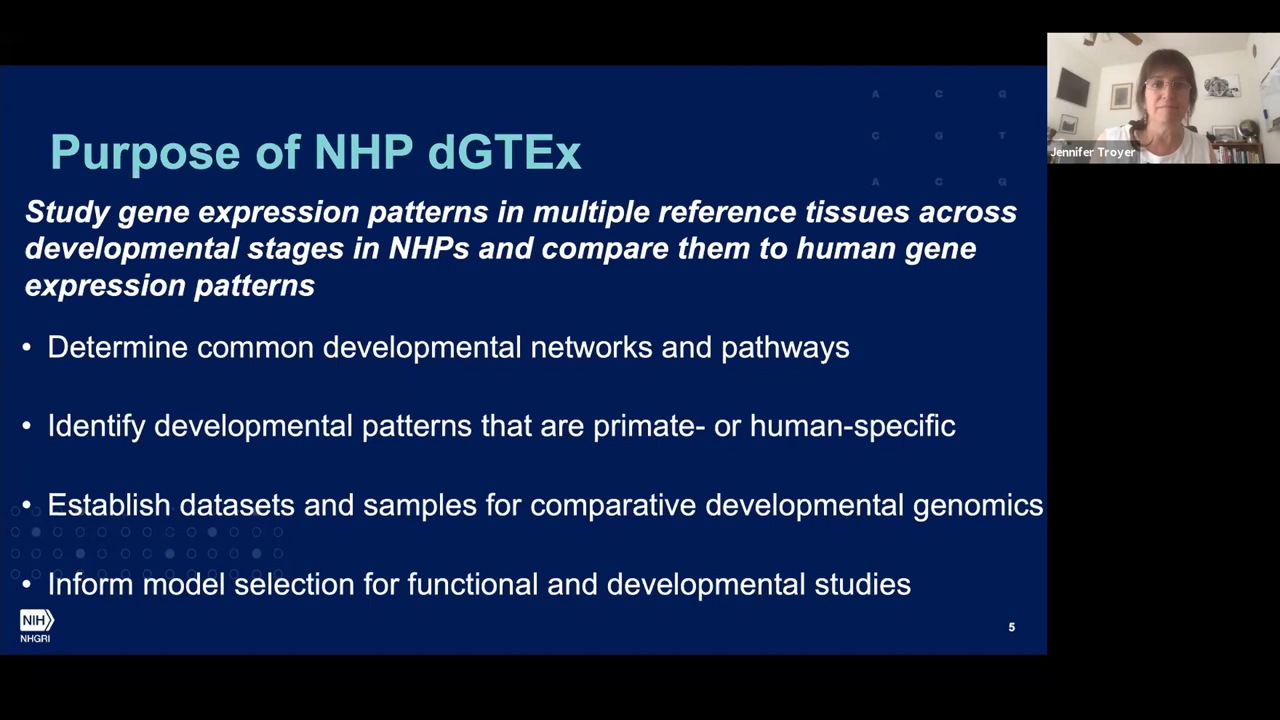 A C G
C G T
A C G
Purpose of NHP dGTEx
Study gene expression patterns in multiple reference tissues across
developmental stages in NHPs and compare them to human gene
expression patterns
• Determine common developmental networks and pathways
• Identify developmental patterns that are primate- or human-specific
• Establish datasets and samples for comparative developmental genomics
• Inform model selection for functional and developmental studies
NIH
NHGRI
5
Jennifer Troyer